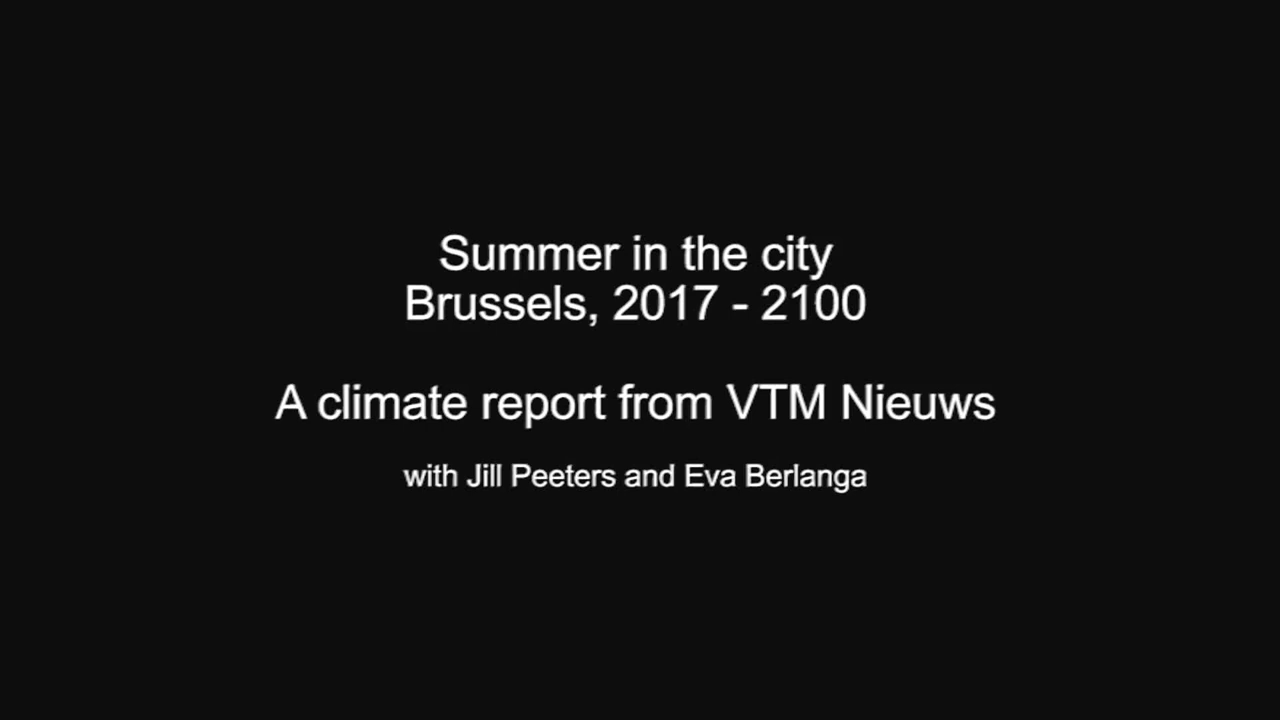 Summer in the city
Brussels, 2017 - 2100
A climate report from VTM Nieuws
with Jill Peeters and Eva Berlanga